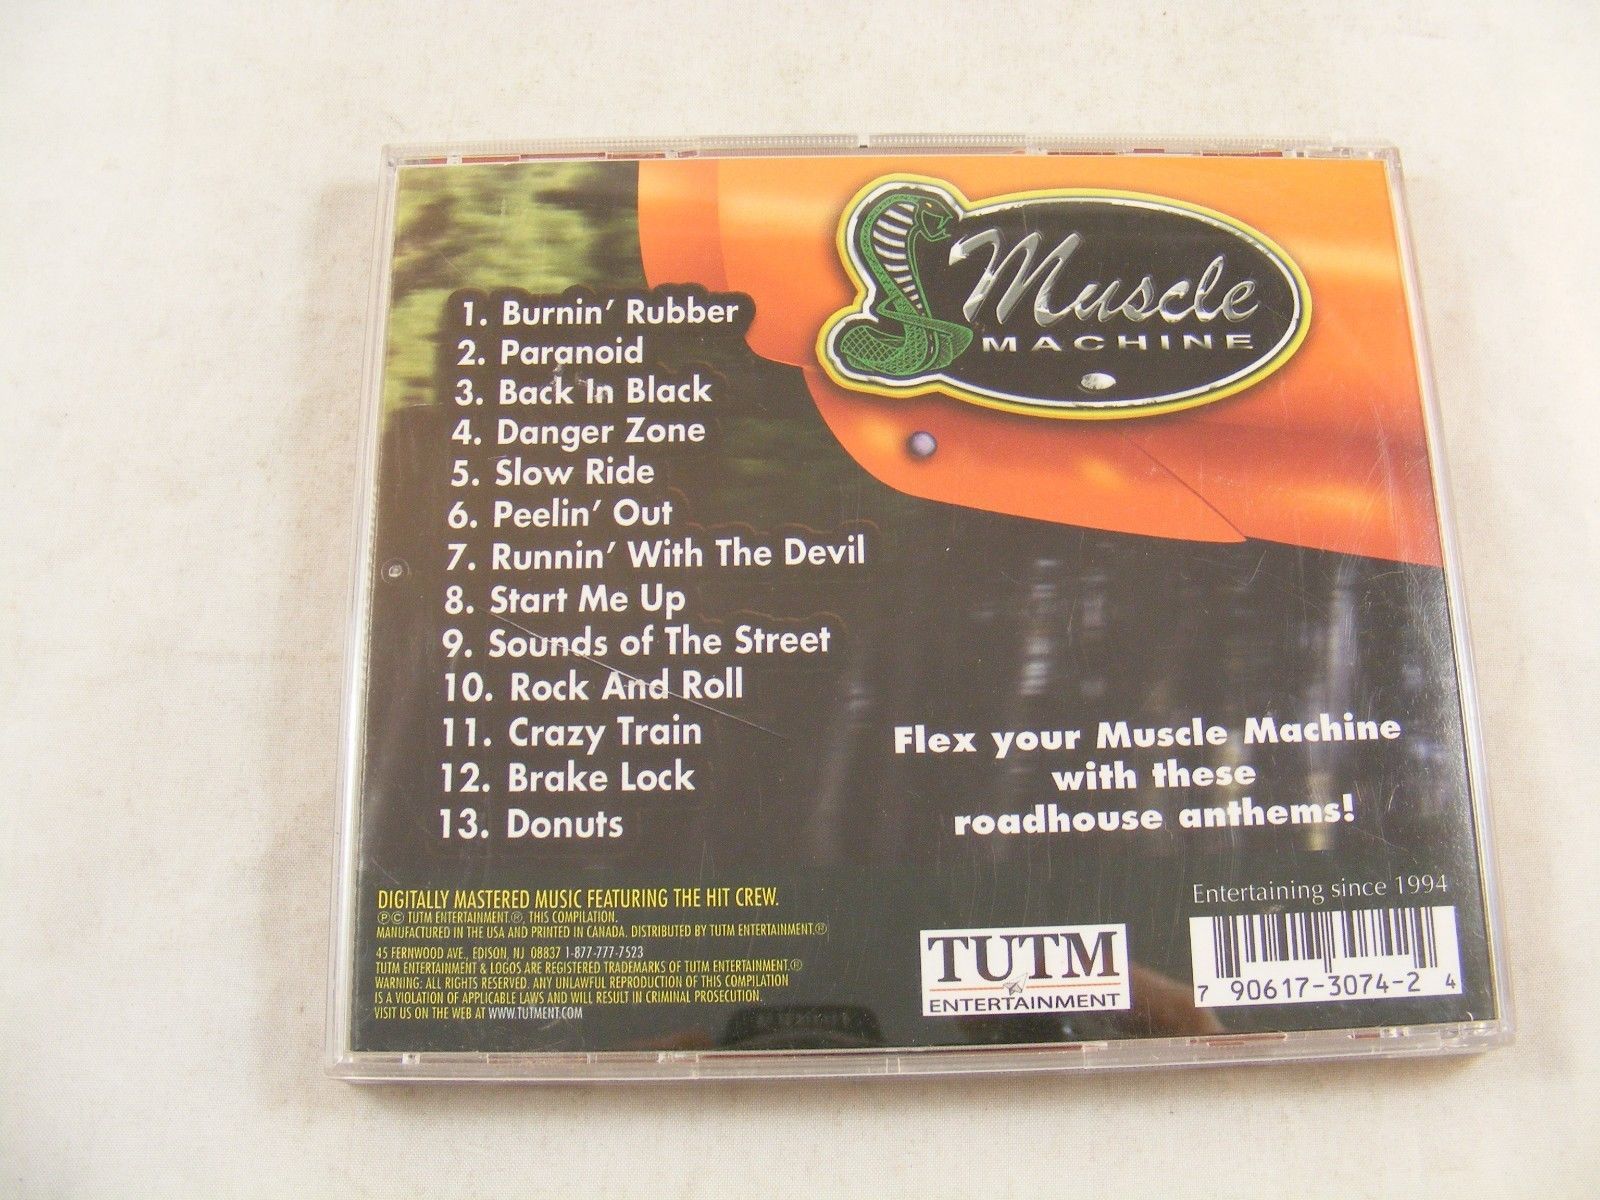 Muscle
MACHINE
1. Burnin' Rubber
2. Paranoid
3. Back In Black
4. Danger Zone
5. Slow Ride
6. Peelin' Out
7. Runnin' With The Devil
8. Start Me Up
9. Sounds of The Street
10. Rock And Roll
11. Crazy Train
12. Brake Lock
13. Donuts
Flex your Muscle Machine
with these
roadhouse anthems!
DIGITALLY MASTERED MUSIC FEATURING THE HIT CREW.
℗© TUTM ENTERTAINMENT.®, THIS COMPILATION.
MANUFACTURED IN THE USA AND PRINTED IN CANADA. DISTRIBUTED BY TUTM ENTERTAINMENT.®
45 FERNWOOD AVE., EDISON, NJ 08837 1-877-777-7523
TUTM ENTERTAINMENT & LOGOS ARE REGISTERED TRADEMARKS OF TUTM ENTERTAINMENT.®
WARNING: ALL RIGHTS RESERVED. ANY UNLAWFUL REPRODUCTION OF THIS COMPILATION
IS A VIOLATION OF APPLICABLE LAWS AND WILL RESULT IN CRIMINAL PROSECUTION.
VISIT US ON THE WEB AT WWW.TUTMENT.COM
TUTM
ENTERTAINMENT
Entertaining since 1994
7 90617-3074-2 4